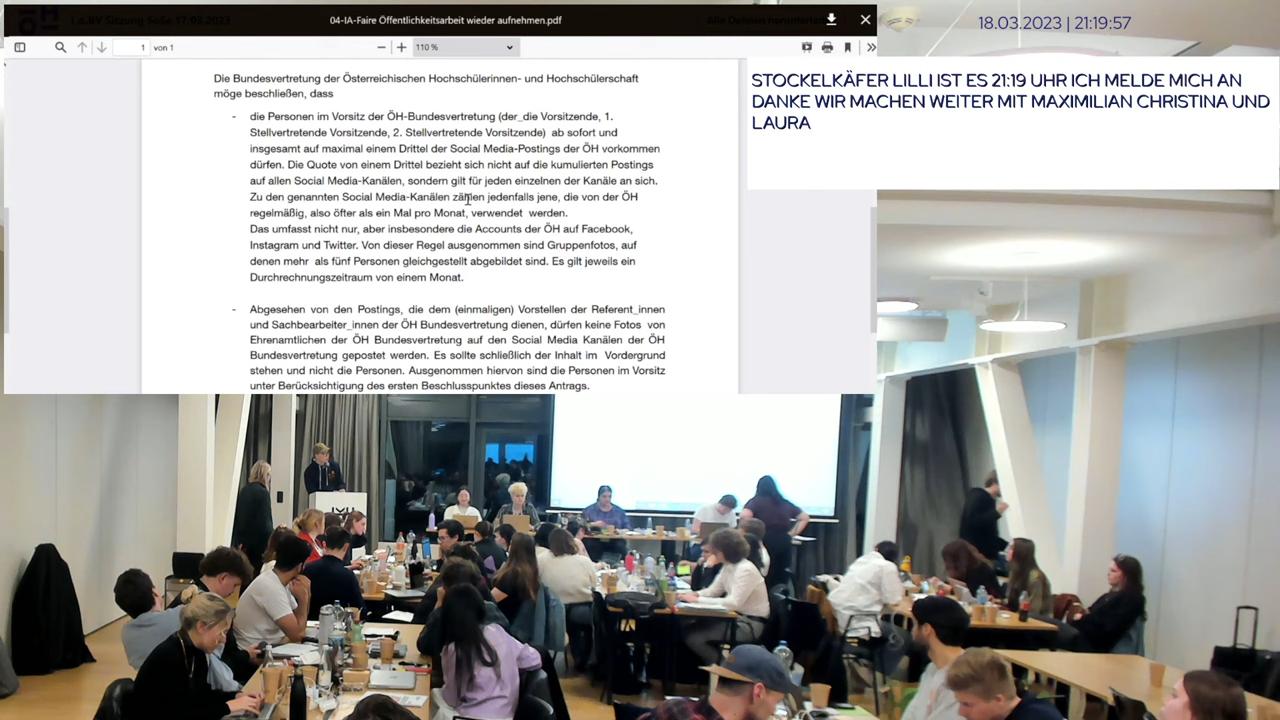 I.o.BV Sitzung SoSe 17.03.2023
04-IA-Faire Öffentlichkeitsarbeit wieder aufnehmen.pdf
18.03.2023 | 21:19:57
1 von 1
110 %
STOCKELKÄFER LILLI IST ES 21:19 UHR ICH MELDE MICH AN
DANKE WIR MACHEN WEITER MIT MAXIMILIAN CHRISTINA UND
LAURA
Die Bundesvertretung der Österreichischen Hochschülerinnen- und Hochschülerschaft
möge beschließen, dass
- die Personen im Vorsitz der ÖH-Bundesvertretung (der_die Vorsitzende, 1.
Stellvertretende Vorsitzende, 2. Stellvertretende Vorsitzende) ab sofort und
insgesamt auf maximal einem Drittel der Social Media-Postings der ÖH vorkommen
dürfen. Die Quote von einem Drittel bezieht sich nicht auf die kumulierten Postings
auf allen Social Media-Kanälen, sondern gilt für jeden einzelnen der Kanäle an sich.
Zu den genannten Social Media-Kanälen zählen jedenfalls jene, die von der ÖH
regelmäßig, also öfter als ein Mal pro Monat, verwendet werden.
Das umfasst nicht nur, aber insbesondere die Accounts der ÖH auf Facebook,
Instagram und Twitter. Von dieser Regel ausgenommen sind Gruppenfotos, auf
denen mehr als fünf Personen gleichgestellt abgebildet sind. Es gilt jeweils ein
Durchrechnungszeitraum von einem Monat.
- Abgesehen von den Postings, die dem (einmaligen) Vorstellen der Referent_innen
und Sachbearbeiter_innen der ÖH Bundesvertretung dienen, dürfen keine Fotos von
Ehrenamtlichen der ÖH Bundesvertretung auf den Social Media Kanälen der ÖH
Bundesvertretung gepostet werden. Es sollte schließlich der Inhalt im Vordergrund
stehen und nicht die Personen. Ausgenommen hiervon sind die Personen im Vorsitz
unter Berücksichtigung des ersten Beschlusspunktes dieses Antrags.